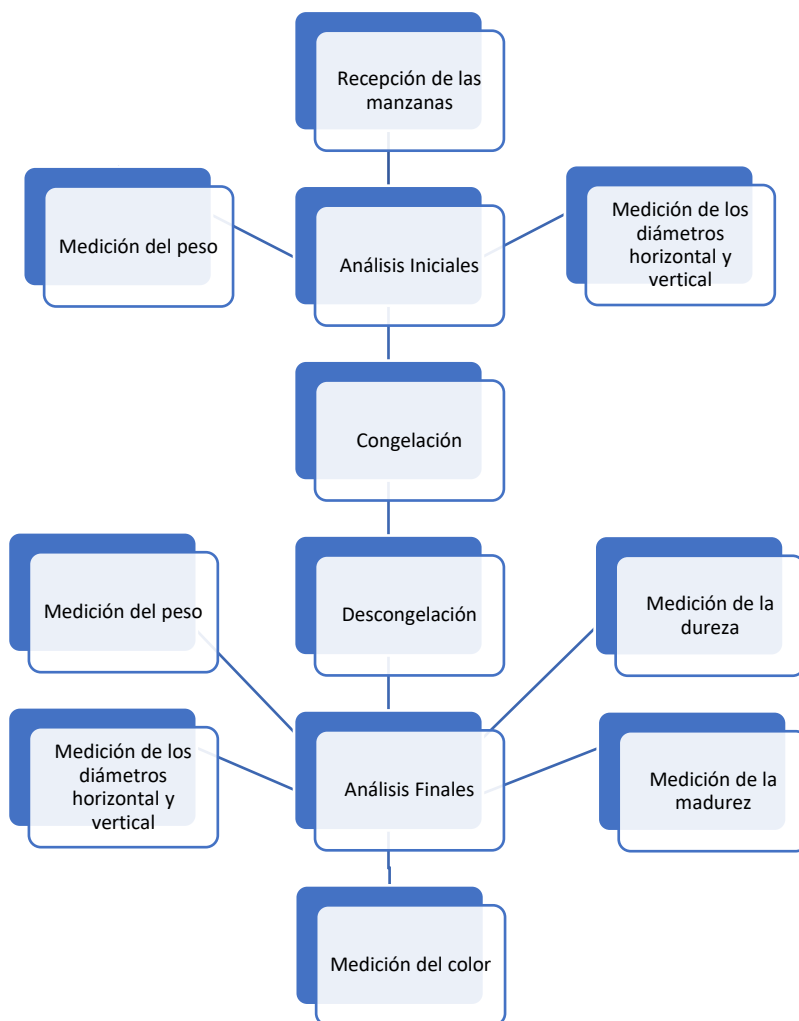 Recepción de las
manzanas
Medición del peso
Análisis Iniciales
Medición de los
diámetros
horizontal y
vertical
Congelación
Medición del peso
Descongelación
Medición de la
dureza
Medición de los
diámetros
horizontal y
vertical
Análisis Finales
Medición de la
madurez
Medición del color